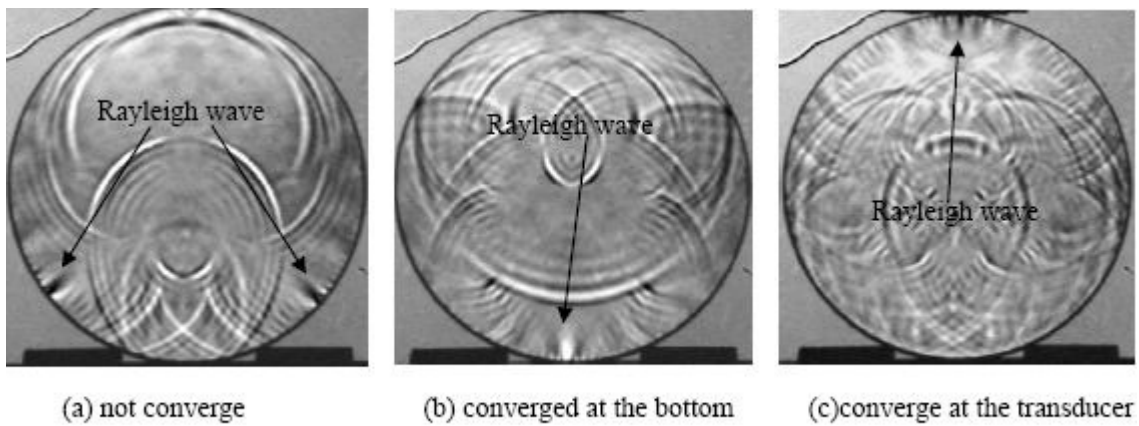 Rayleigh wave
Rayleigh wave
Rayleigh wave
(a) not converge
(b) converged at the bottom
(c)converge at the transducer